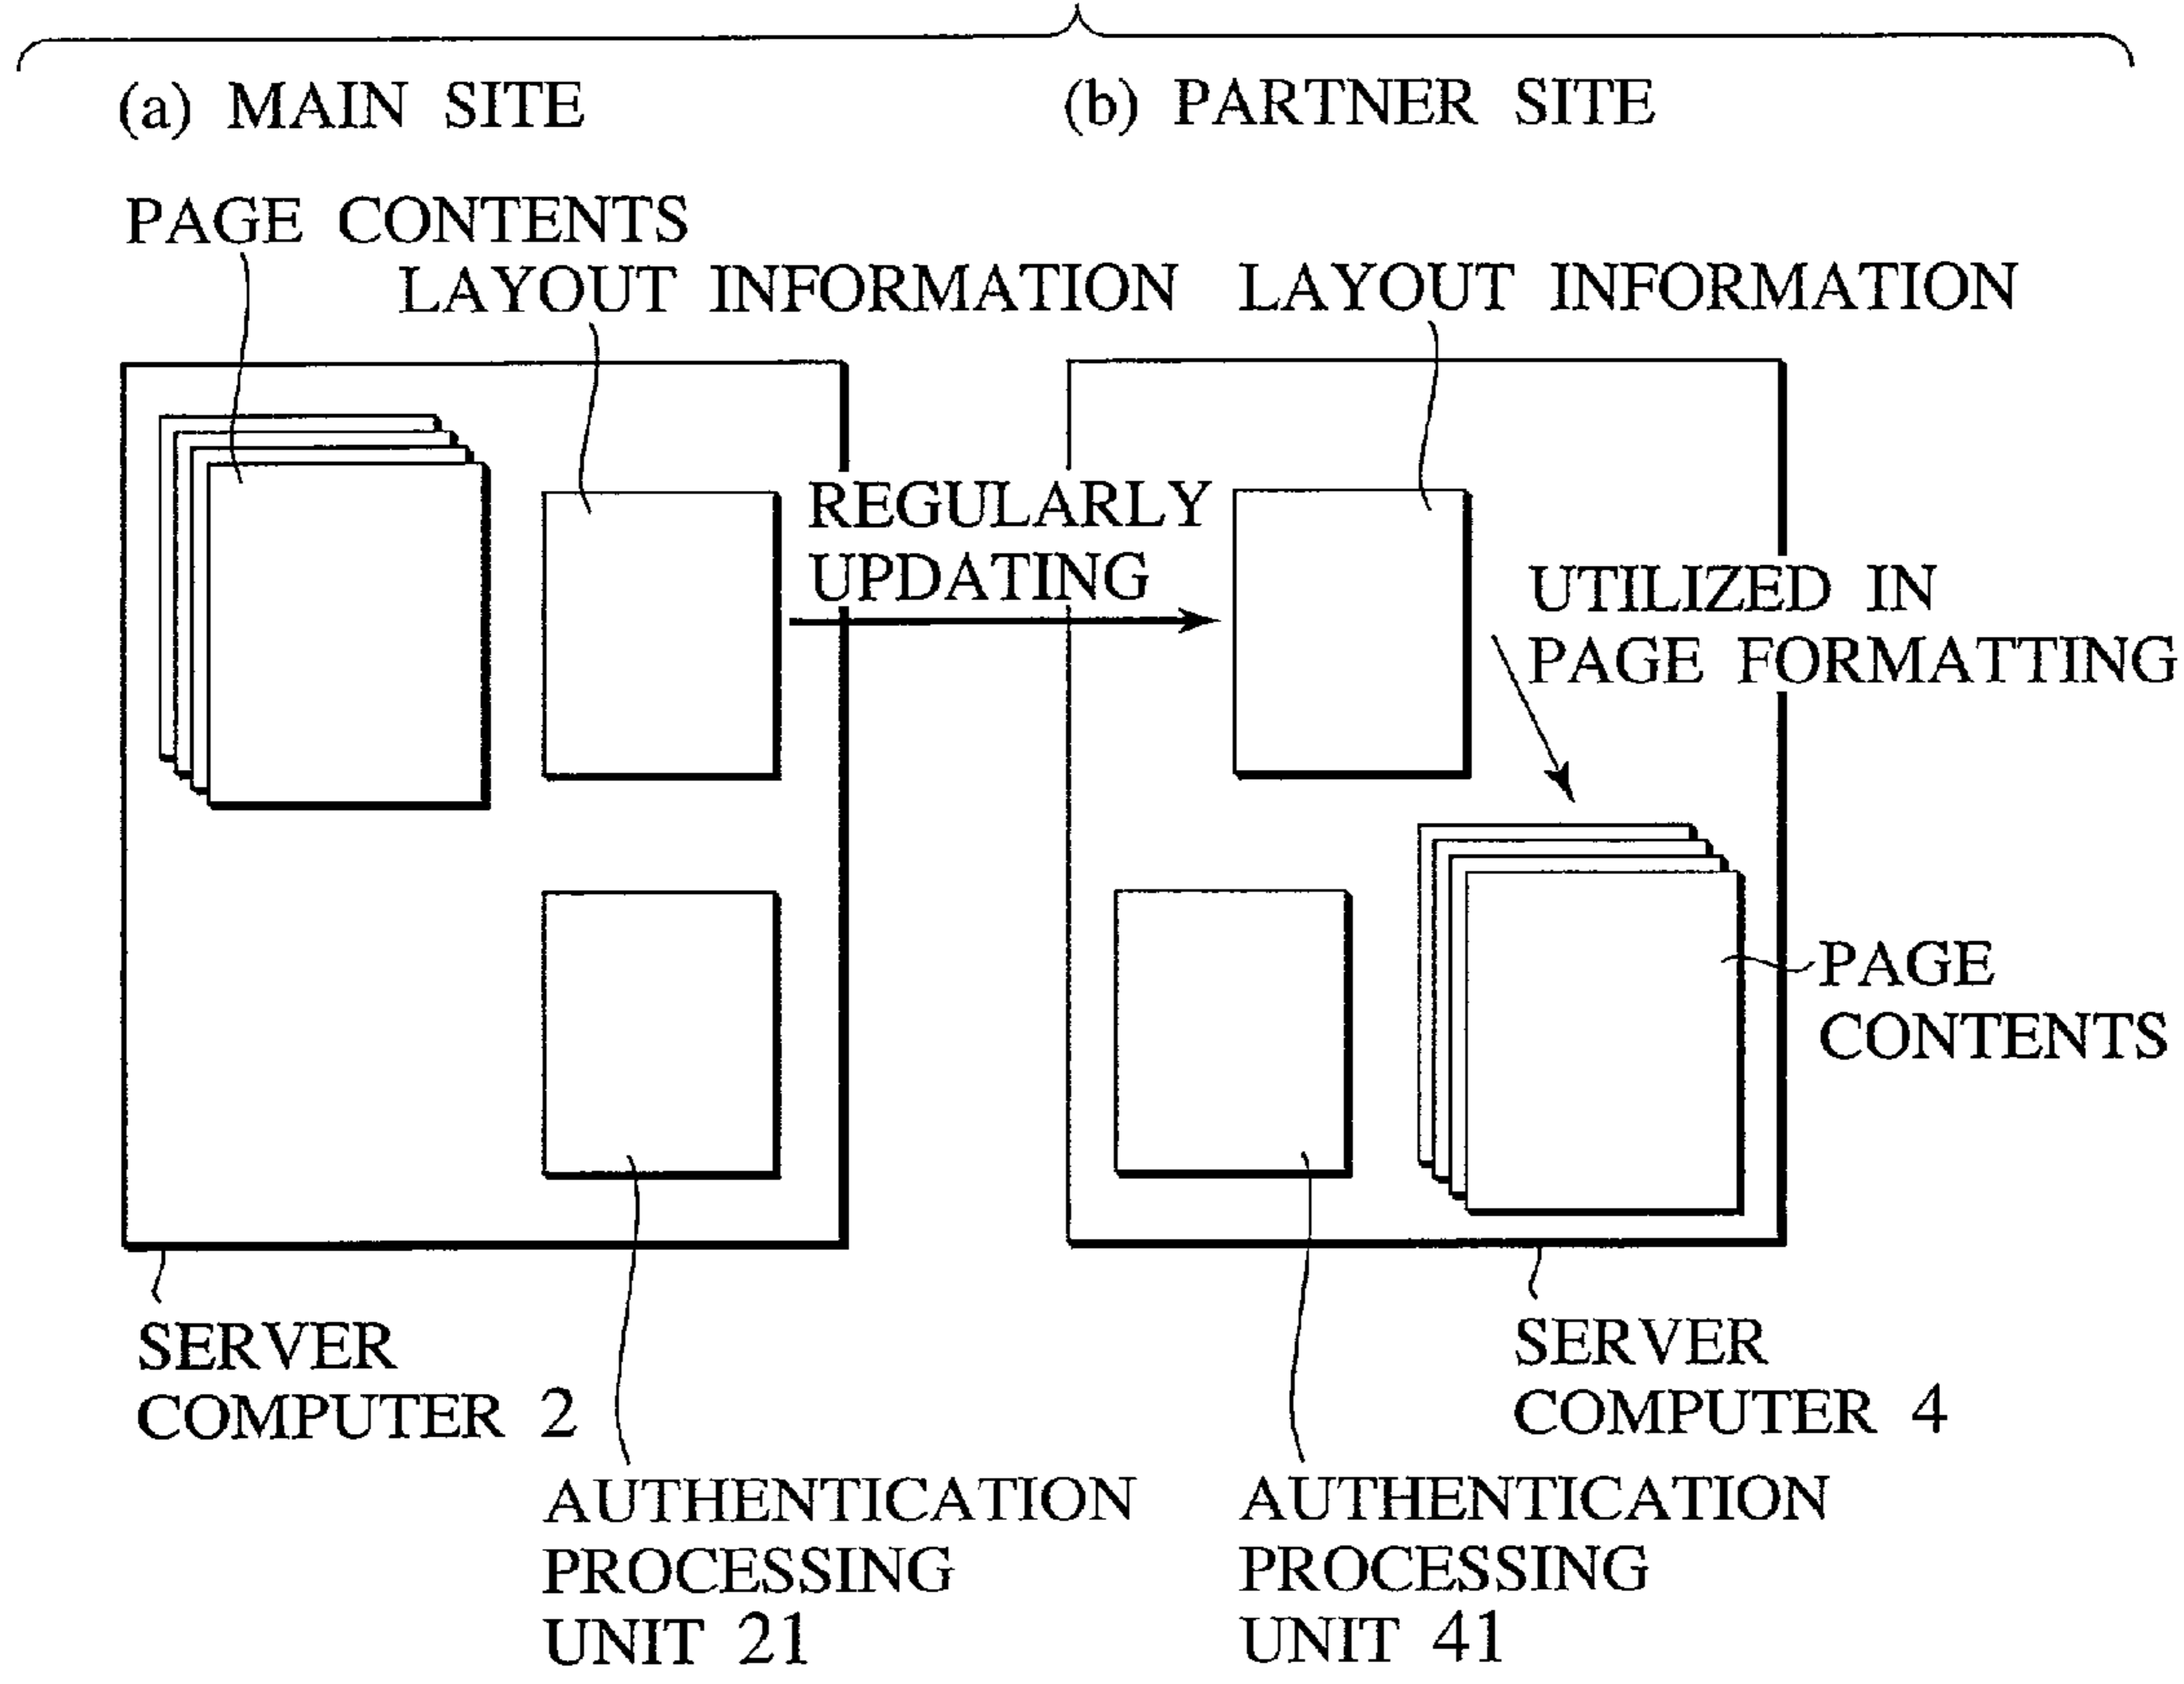 (a) MAIN SITE
(b) PARTNER SITE
PAGE CONTENTS
LAYOUT INFORMATION
LAYOUT INFORMATION
REGULARLY
UPDATING
UTILIZED IN
PAGE FORMATTING
PAGE
CONTENTS
SERVER
COMPUTER 2
SERVER
COMPUTER 4
AUTHENTICATION
PROCESSING
UNIT 21
AUTHENTICATION
PROCESSING
UNIT 41